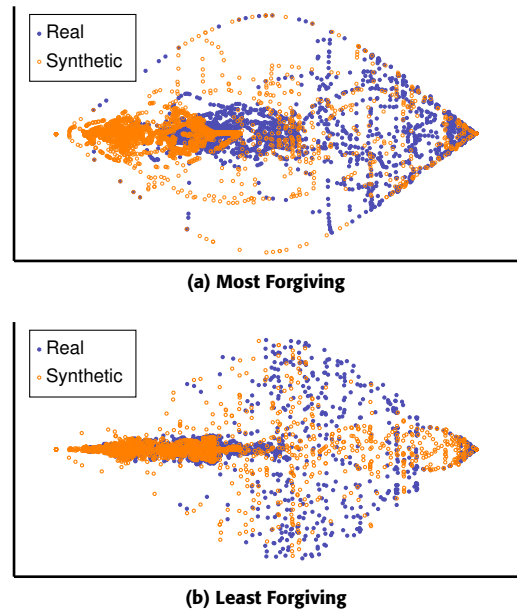 Real
Synthetic
(a) Most Forgiving
Real
Synthetic
(b) Least Forgiving